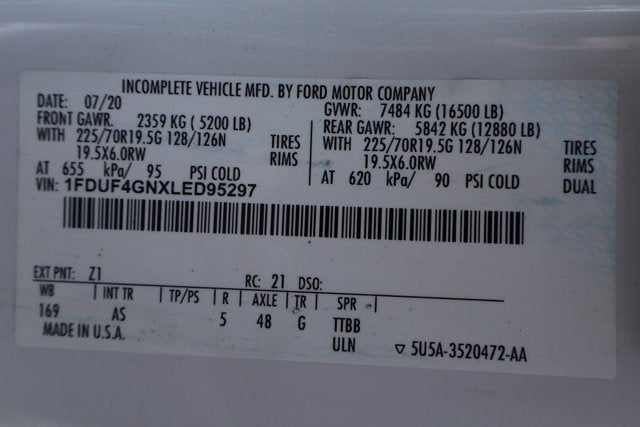 INCOMPLETE VEHICLE MFD. BY FORD MOTOR COMPANY
DATE: 07/20 GVWR: 7484 KG (16500 LB)
FRONT GAWR: 2359 KG ( 5200 LB) REAR GAWR: 5842 KG (12880 LB)
WITH 225/70R19.5G 128/126N TIRES WITH 225/70R19.5G 128/126N TIRES
19.5X6.0RW RIMS 19.5X6.0RW RIMS
AT 655 kPa/ 95 PSI COLD AT 620 kPa/ 90 PSI COLD DUAL
VIN: 1FDUF4GNXLED95297
EXT PNT: Z1 RC: 21 DSO:
WB | INT TR | TP/PS | R | AXLE | TR | SPR
169 AS 5 48 G TTBB
MADE IN U.S.A. ULN ▽ 5U5A-3520472-AA